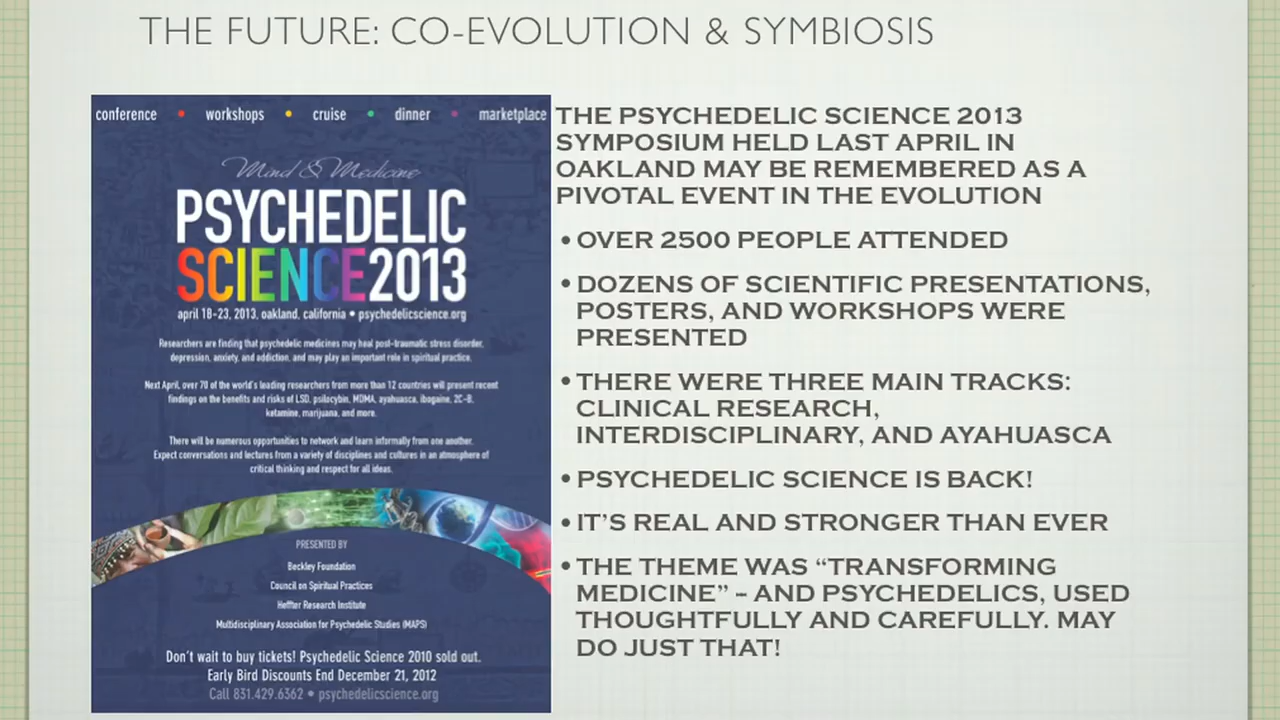 THE FUTURE: CO-EVOLUTION & SYMBIOSIS
conference • workshops • cruise • dinner • marketplace
Mind & Medicine
PSYCHEDELIC
SCIENCE2013
april 18-23, 2013, oakland, california • psychedelicscience.org
Researchers are finding that psychedelic medicines may heal post-traumatic stress disorder,
depression, anxiety, and addiction, and may play an important role in spiritual practice.
Next April, over 70 of the world's leading researchers from more than 12 countries will present recent
findings on the benefits and risks of LSD, psilocybin, MDMA, ayahuasca, ibogaine, 2C-B,
ketamine, marijuana, and more.
There will be numerous opportunities to network and learn informally from one another.
Expect conversations and lectures from a variety of disciplines and cultures in an atmosphere of
critical thinking and respect for all ideas.
PRESENTED BY
Beckley Foundation
Council on Spiritual Practices
Heffter Research Institute
Multidisciplinary Association for Psychedelic Studies (MAPS)
Don't wait to buy tickets! Psychedelic Science 2010 sold out.
Early Bird Discounts End December 21, 2012
Call 831.429.6362 • psychedelicscience.org
THE PSYCHEDELIC SCIENCE 2013
SYMPOSIUM HELD LAST APRIL IN
OAKLAND MAY BE REMEMBERED AS A
PIVOTAL EVENT IN THE EVOLUTION
• OVER 2500 PEOPLE ATTENDED
• DOZENS OF SCIENTIFIC PRESENTATIONS,
POSTERS, AND WORKSHOPS WERE
PRESENTED
• THERE WERE THREE MAIN TRACKS:
CLINICAL RESEARCH,
INTERDISCIPLINARY, AND AYAHUASCA
• PSYCHEDELIC SCIENCE IS BACK!
• IT'S REAL AND STRONGER THAN EVER
• THE THEME WAS “TRANSFORMING
MEDICINE” – AND PSYCHEDELICS, USED
THOUGHTFULLY AND CAREFULLY. MAY
DO JUST THAT!